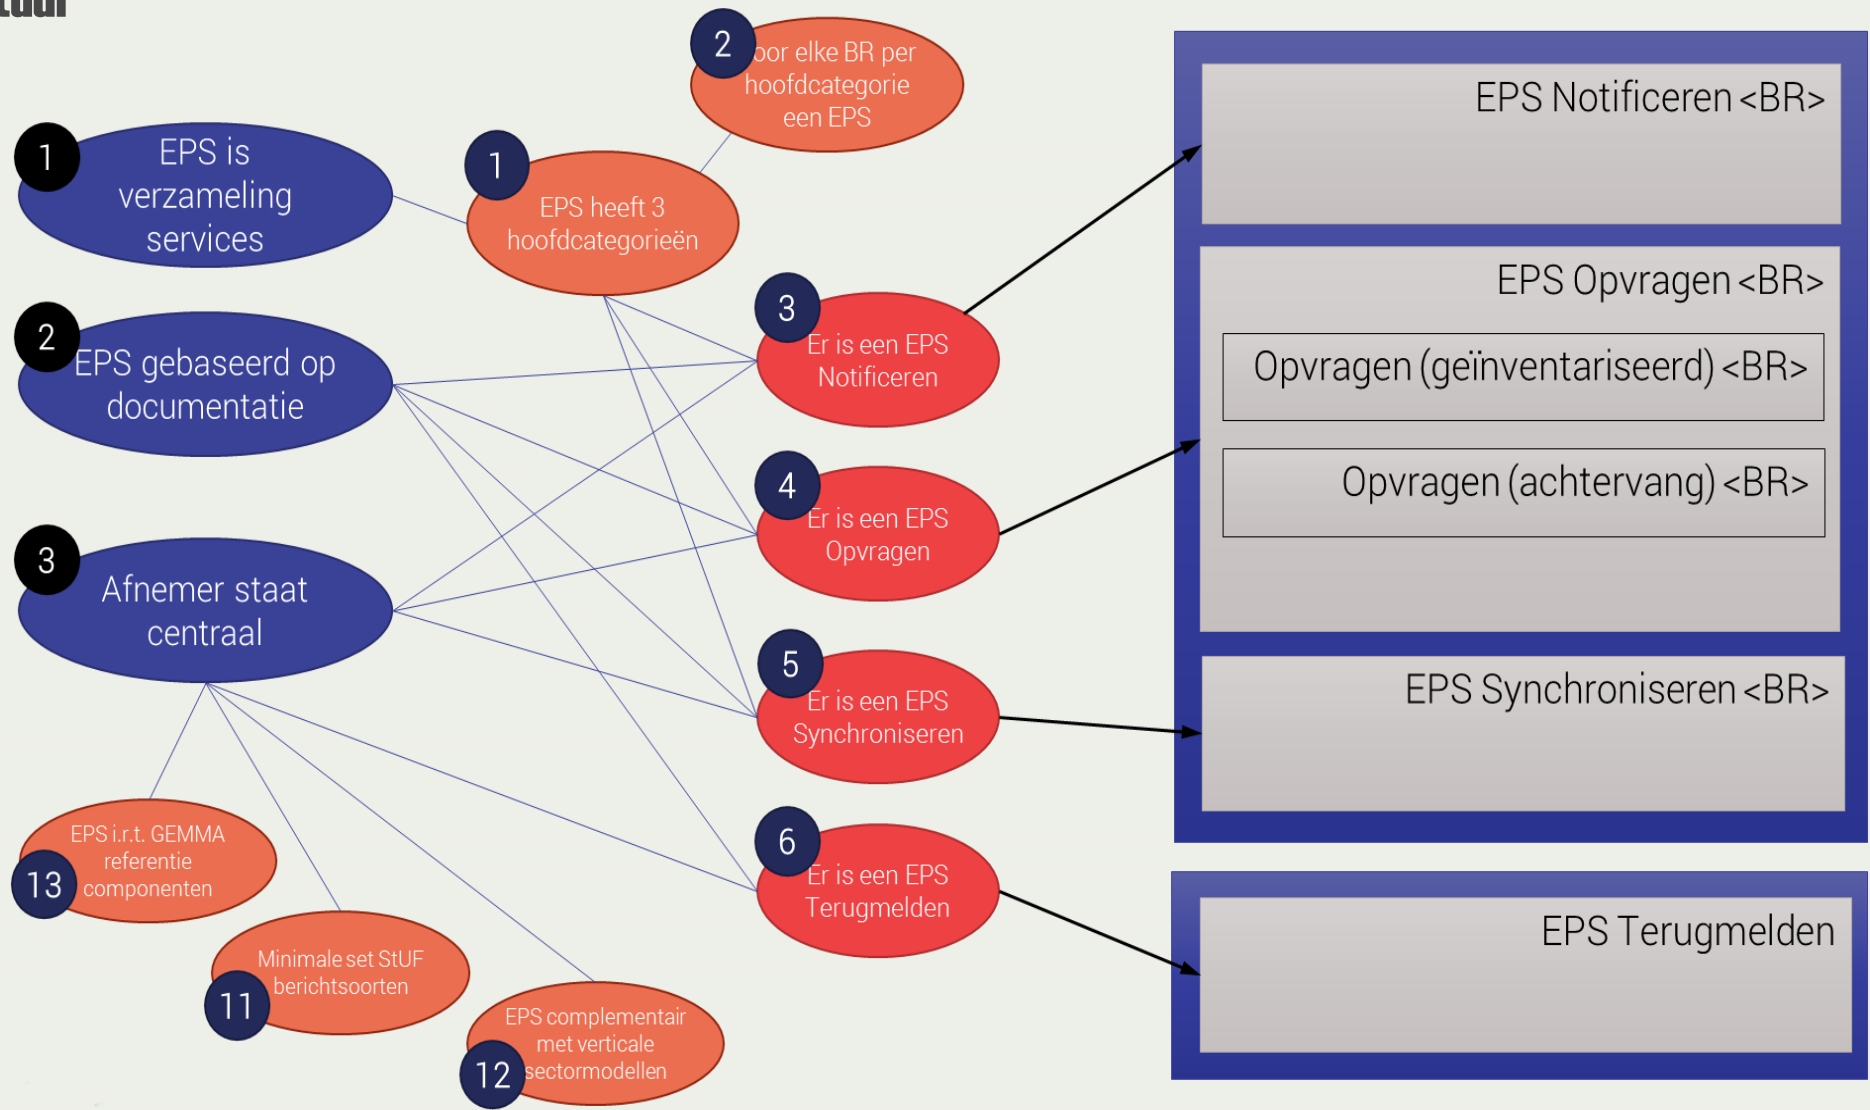 2
oor elke BR per
hoofdcategorie
een EPS
1
EPS is
verzameling
services
1
EPS heeft 3
hoofdcategorieën
2
EPS gebaseerd op
documentatie
3
Afnemer staat
centraal
3
Er is een EPS
Notificeren
4
Er is een EPS
Opvragen
5
Er is een EPS
Synchroniseren
6
Er is een EPS
Terugmelden
EPS i.r.t. GEMMA
referentie
componenten
13
Minimale set StUF
berichtsoorten
11
EPS complementair
met verticale
sectormodellen
12
EPS Notificeren <BR>
EPS Opvragen <BR>
Opvragen (geïnventariseerd) <BR>
Opvragen (achtervang) <BR>
EPS Synchroniseren <BR>
EPS Terugmelden